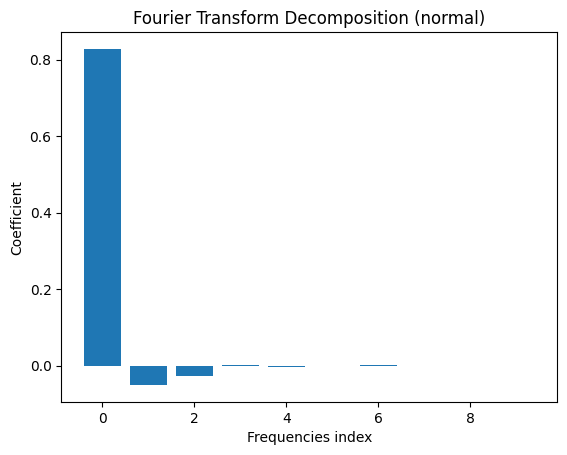 Fourier Transform Decomposition (normal)
0.8
0.6
0.4
0.2
0.0
Coefficient
0 2 4 6 8
Frequencies index